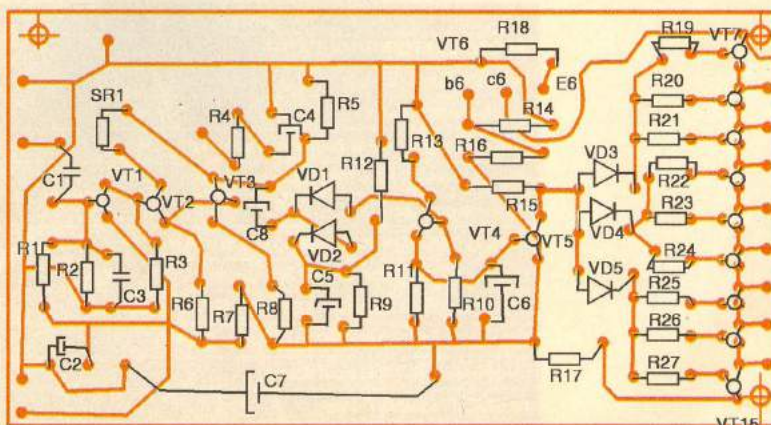 R18
VT6
R19
VT7
SR1
R4
C4
R5
b6
c6
E6
R14
R20
R21
R13
R16
R12
C1
VT1
VT2
VT3
VD1
R15
VD3
R22
R23
C8
VD2
VT4
VT5
VD4
R1
R2
C3
R3
C5
R24
VD5
R25
R6
R7
R8
R9
R11
R10
C6
R26
C2
C7
R17
R27
VT15